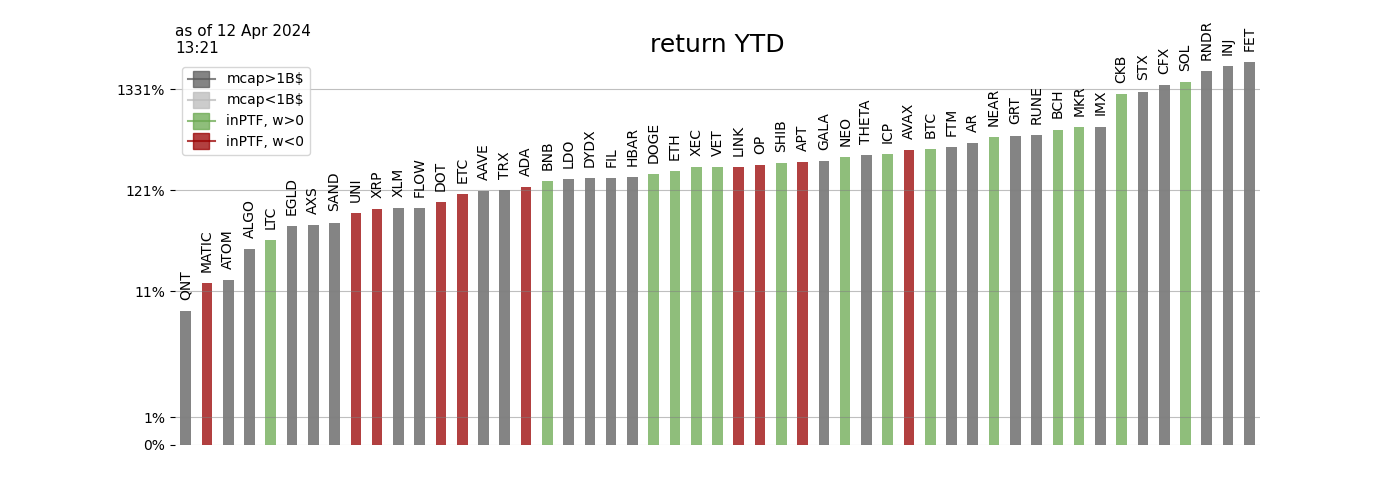 as of 12 Apr 2024
13:21
return YTD
mcap>1B$
mcap<1B$
inPTF, w>0
inPTF, w<0
1331%
121%
11%
1%
0%
QNT
MATIC
ATOM
ALGO
LTC
EGLD
AXS
SAND
UNI
XRP
XLM
FLOW
DOT
ETC
AAVE
TRX
ADA
BNB
LDO
DYDX
FIL
HBAR
DOGE
ETH
XEC
VET
LINK
OP
SHIB
APT
GALA
NEO
THETA
ICP
AVAX
BTC
FTM
AR
NEAR
GRT
RUNE
BCH
MKR
IMX
CKB
STX
CFX
SOL
RNDR
INJ
FET